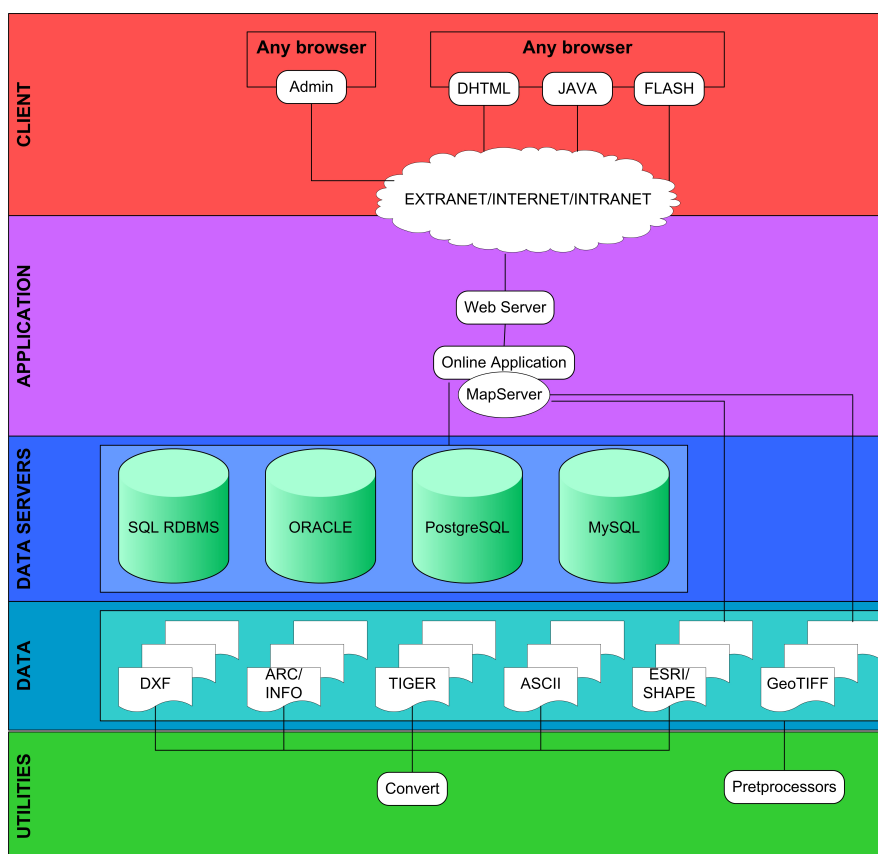 CLIENT
Any browser
Any browser
Admin
DHTML
JAVA
FLASH
EXTRANET/INTERNET/INTRANET
APPLICATION
Web Server
Online Application
MapServer
DATA SERVERS
SQL RDBMS
ORACLE
PostgreSQL
MySQL
DATA
DXF
ARC/
INFO
TIGER
ASCII
ESRI/
SHAPE
GeoTIFF
UTILITIES
Convert
Pretprocessors